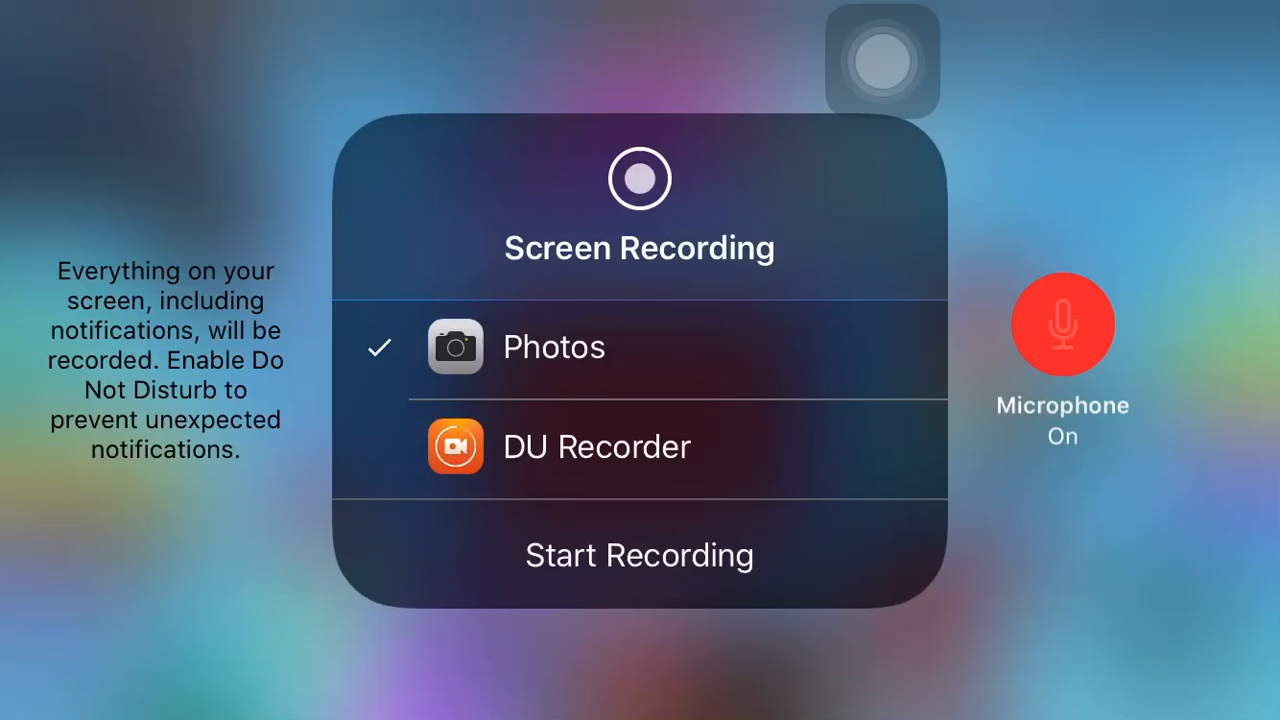 Screen Recording
Everything on your
screen, including
notifications, will be
recorded. Enable Do
Not Disturb to
prevent unexpected
notifications.
Photos
DU Recorder
Start Recording
Microphone
On